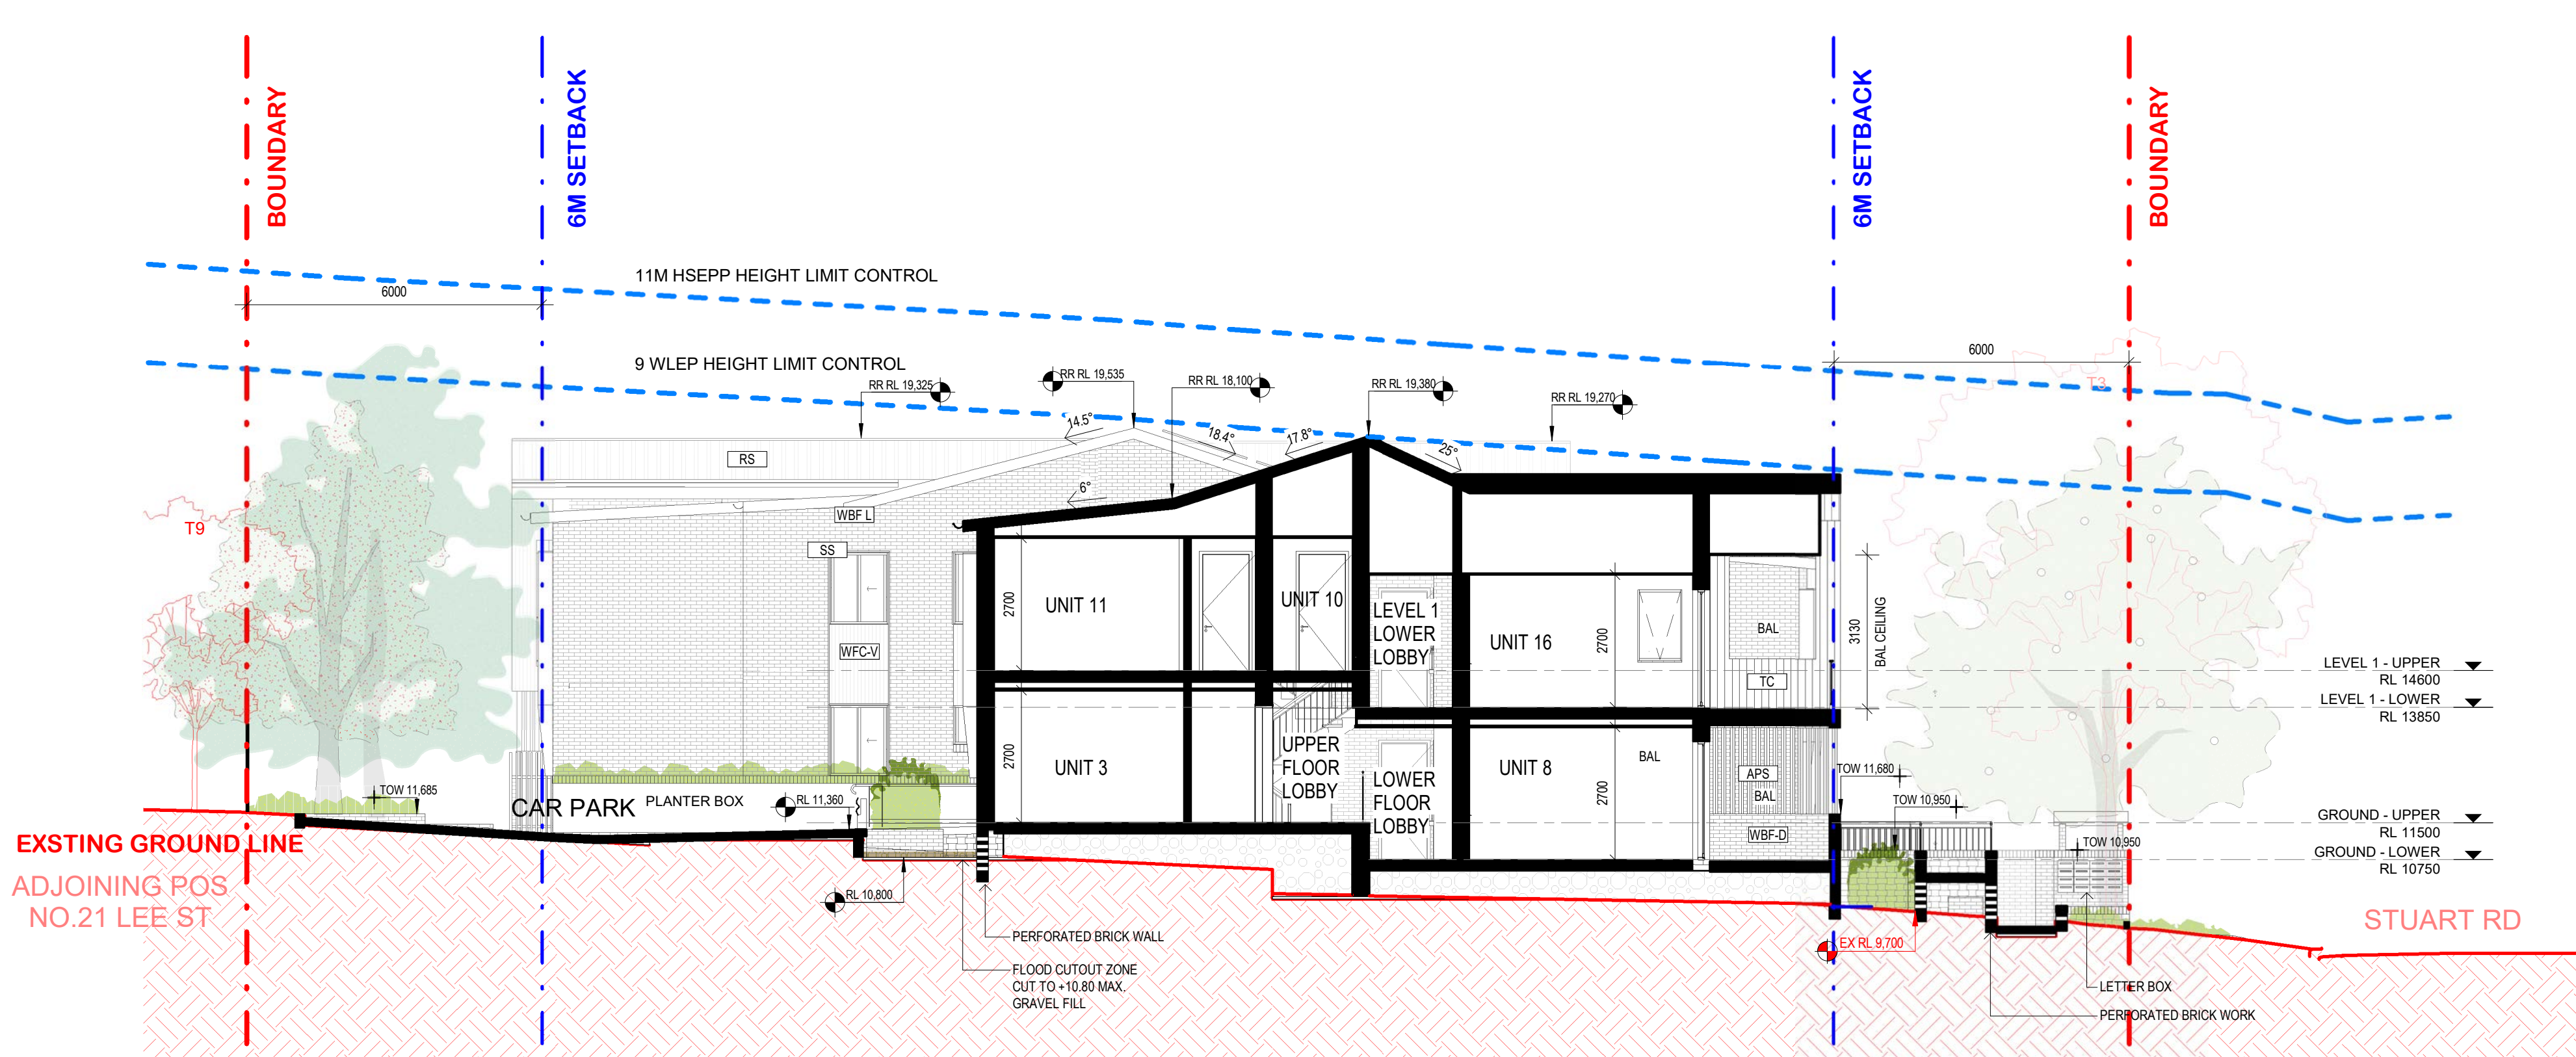 BOUNDARY
6M SETBACK
6M SETBACK
BOUNDARY
11M HSEPP HEIGHT LIMIT CONTROL
6000
9 WLEP HEIGHT LIMIT CONTROL
6000
RR RL 19,325
RR RL 19,535
RR RL 18,100
RR RL 19,380
RR RL 19,270
T3
14.5°
18.4°
17.8°
25°
RS
6°
WBF L
SS
T9
2700
UNIT 11
UNIT 10
LEVEL 1
LOWER
LOBBY
UNIT 16
2700
BAL
3130
BAL CEILING
WFC-V
TC
LEVEL 1 - UPPER
RL 14600
LEVEL 1 - LOWER
RL 13850
2700
UNIT 3
UPPER
FLOOR
LOBBY
LOWER
FLOOR
LOBBY
UNIT 8
2700
BAL
APS
BAL
WBF-D
TOW 11,680
TOW 10,950
TOW 10,950
TOW 11,685
CAR PARK
PLANTER BOX
RL 11,360
GROUND - UPPER
RL 11500
GROUND - LOWER
RL 10750
EXSTING GROUND LINE
ADJOINING POS
NO.21 LEE ST
RL 10,800
PERFORATED BRICK WALL
FLOOD CUTOUT ZONE
CUT TO +10.80 MAX.
GRAVEL FILL
EX RL 9,700
STUART RD
LETTER BOX
PERFORATED BRICK WORK